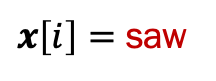 x[i] = saw